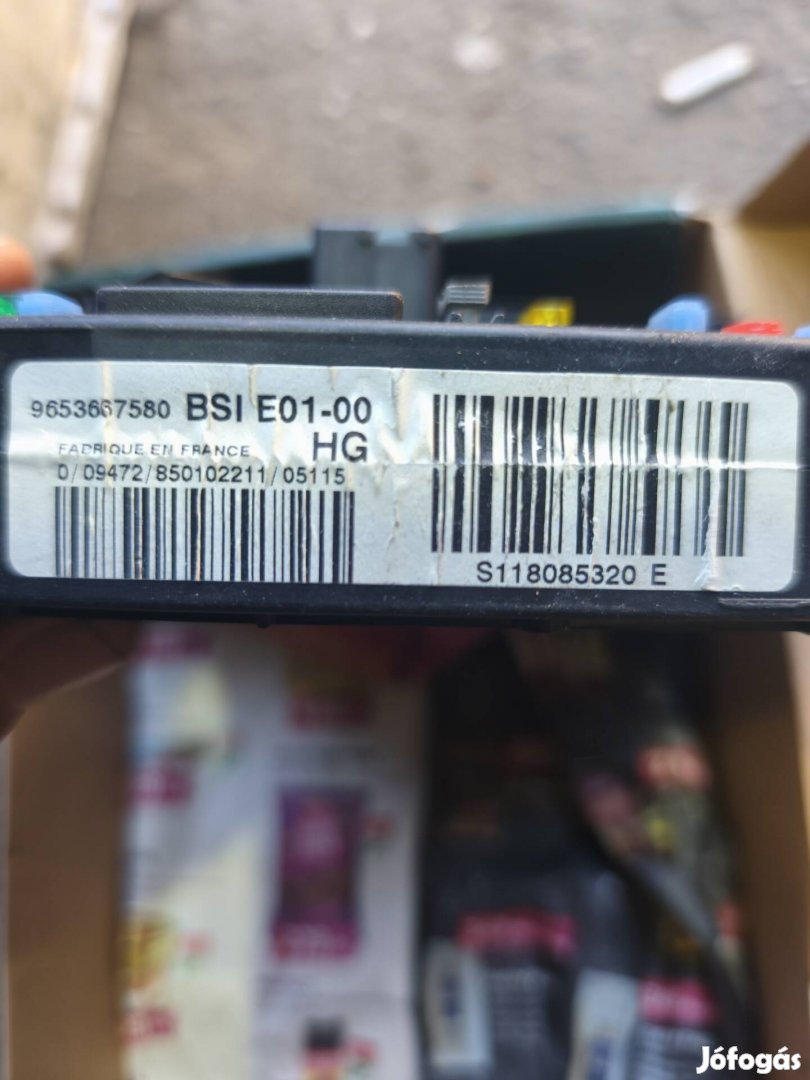 9653667580 BSI E01-00
HG
FABRIQUE EN FRANCE
0/09472/850102211/05115
S118085320 E
Jófogás